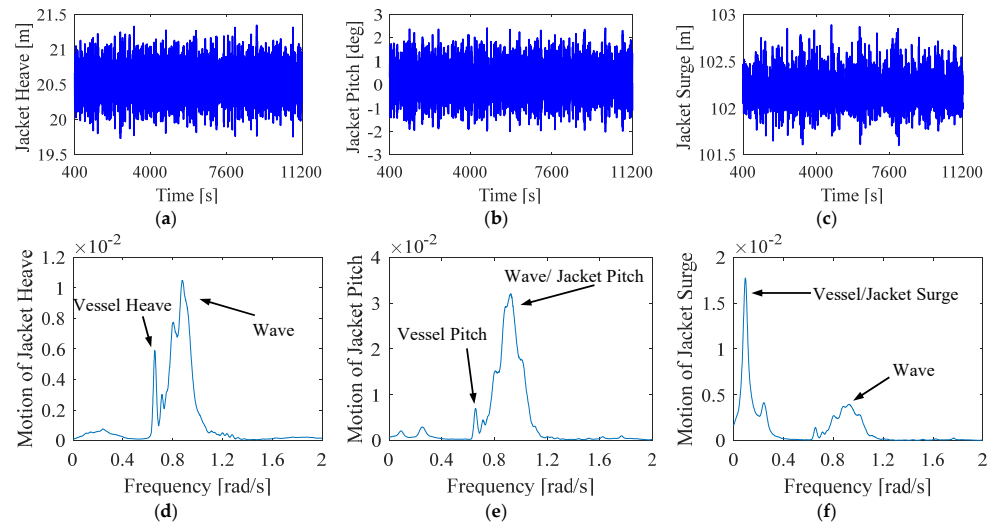 Jacket Heave [m]
21.5
21
20.5
20
19.5
400 4000 7600 11200
Time [s]
(a)
Jacket Pitch [deg]
3
2
1
0
-1
-2
-3
400 4000 7600 11200
Time [s]
(b)
Jacket Surge [m]
103
102.5
102
101.5
400 4000 7600 11200
Time [s]
(c)
Motion of Jacket Heave
×10⁻²
1.2
1
0.8
0.6
0.4
0.2
0
Vessel Heave
Wave
0 0.4 0.8 1.2 1.6 2
Frequency [rad/s]
(d)
Motion of Jacket Pitch
×10⁻²
4
3
2
1
0
Wave/ Jacket Pitch
Vessel Pitch
0 0.4 0.8 1.2 1.6 2
Frequency [rad/s]
(e)
Motion of Jacket Surge
×10⁻²
2
1.5
1
0.5
0
Vessel/Jacket Surge
Wave
0 0.4 0.8 1.2 1.6 2
Frequency [rad/s]
(f)